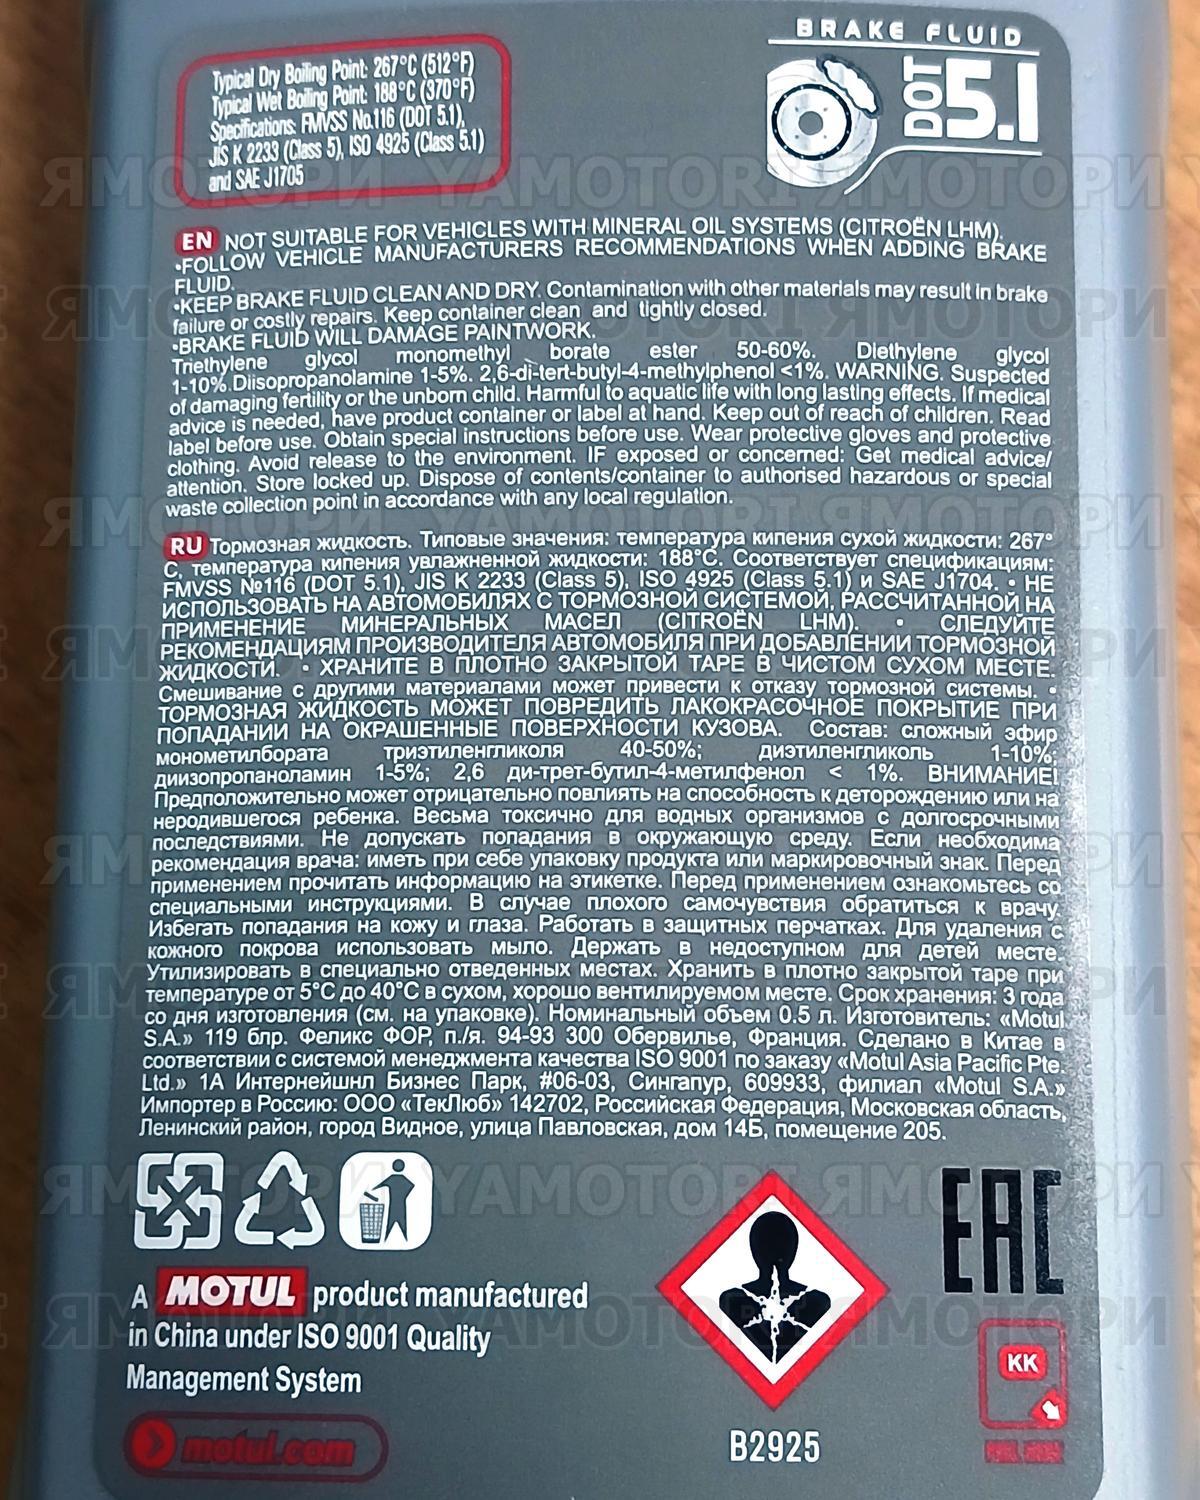 BRAKE FLUID
DOT 5.1
Typical Dry Boiling Point: 267°C (512°F)
Typical Wet Boiling Point: 188°C (370°F)
Specifications: FMVSS No.116 (DOT 5.1),
JIS K 2233 (Class 5), ISO 4925 (Class 5.1)
and SAE J1705
EN NOT SUITABLE FOR VEHICLES WITH MINERAL OIL SYSTEMS (CITROËN LHM).
•FOLLOW VEHICLE MANUFACTURERS RECOMMENDATIONS WHEN ADDING BRAKE
FLUID.
•KEEP BRAKE FLUID CLEAN AND DRY. Contamination with other materials may result in brake
failure or costly repairs. Keep container clean and tightly closed.
•BRAKE FLUID WILL DAMAGE PAINTWORK.
Triethylene glycol monomethyl borate ester 50-60%. Diethylene glycol
1-10%.Diisopropanolamine 1-5%. 2,6-di-tert-butyl-4-methylphenol <1%. WARNING. Suspected
of damaging fertility or the unborn child. Harmful to aquatic life with long lasting effects. If medical
advice is needed, have product container or label at hand. Keep out of reach of children. Read
label before use. Obtain special instructions before use. Wear protective gloves and protective
clothing. Avoid release to the environment. IF exposed or concerned: Get medical advice/
attention. Store locked up. Dispose of contents/container to authorised hazardous or special
waste collection point in accordance with any local regulation.
RU Тормозная жидкость. Типовые значения: температура кипения сухой жидкости: 267°
С, температура кипения увлажненной жидкости: 188°С. Соответствует спецификациям:
FMVSS №116 (DOT 5.1), JIS K 2233 (Class 5), ISO 4925 (Class 5.1) и SAE J1704. • НЕ
ИСПОЛЬЗОВАТЬ НА АВТОМОБИЛЯХ С ТОРМОЗНОЙ СИСТЕМОЙ, РАССЧИТАННОЙ НА
ПРИМЕНЕНИЕ МИНЕРАЛЬНЫХ МАСЕЛ (CITROËN LHM). • СЛЕДУЙТЕ
РЕКОМЕНДАЦИЯМ ПРОИЗВОДИТЕЛЯ АВТОМОБИЛЯ ПРИ ДОБАВЛЕНИИ ТОРМОЗНОЙ
ЖИДКОСТИ. • ХРАНИТЕ В ПЛОТНО ЗАКРЫТОЙ ТАРЕ В ЧИСТОМ СУХОМ МЕСТЕ.
Смешивание с другими материалами может привести к отказу тормозной системы. •
ТОРМОЗНАЯ ЖИДКОСТЬ МОЖЕТ ПОВРЕДИТЬ ЛАКОКРАСОЧНОЕ ПОКРЫТИЕ ПРИ
ПОПАДАНИИ НА ОКРАШЕННЫЕ ПОВЕРХНОСТИ КУЗОВА. Состав: сложный эфир
монометилбората триэтиленгликоля 40-50%; диэтиленгликоль 1-10%;
диизопропаноламин 1-5%; 2,6 ди-трет-бутил-4-метилфенол < 1%. ВНИМАНИЕ!
Предположительно может отрицательно повлиять на способность к деторождению или на
неродившегося ребенка. Весьма токсично для водных организмов с долгосрочными
последствиями. Не допускать попадания в окружающую среду. Если необходима
рекомендация врача: иметь при себе упаковку продукта или маркировочный знак. Перед
применением прочитать информацию на этикетке. Перед применением ознакомьтесь со
специальными инструкциями. В случае плохого самочувствия обратиться к врачу.
Избегать попадания на кожу и глаза. Работать в защитных перчатках. Для удаления с
кожного покрова использовать мыло. Держать в недоступном для детей месте.
Утилизировать в специально отведенных местах. Хранить в плотно закрытой таре при
температуре от 5°С до 40°С в сухом, хорошо вентилируемом месте. Срок хранения: 3 года
со дня изготовления (см. на упаковке). Номинальный объем 0.5 л. Изготовитель: «Motul
S.A.» 119 блр. Феликс ФОР, п./я. 94-93 300 Обервилье, Франция. Сделано в Китае в
соответствии с системой менеджмента качества ISO 9001 по заказу «Motul Asia Pacific Pte.
Ltd.» 1А Интернейшнл Бизнес Парк, #06-03, Сингапур, 609933, филиал «Motul S.A.»
Импортер в Россию: ООО «ТекЛюб» 142702, Российская Федерация, Московская область,
Ленинский район, город Видное, улица Павловская, дом 14Б, помещение 205.
EAC
A MOTUL product manufactured
in China under ISO 9001 Quality
Management System
KK
motul.com
B2925
ЯМОТОРИ YAMOTORI ЯМОТОРИ